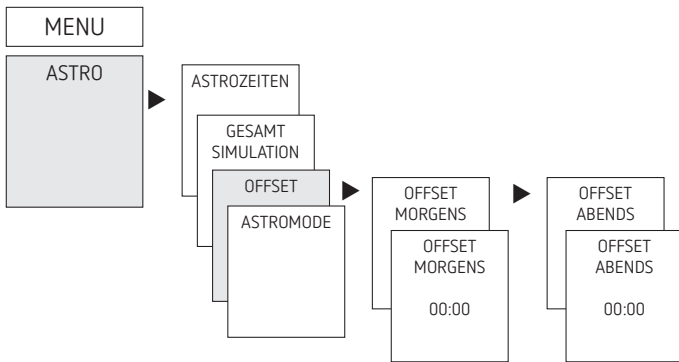 MENU
ASTRO
ASTROZEITEN
GESAMT
SIMULATION
OFFSET
ASTROMODE
OFFSET
MORGENS
OFFSET
MORGENS
00:00
OFFSET
ABENDS
OFFSET
ABENDS
00:00